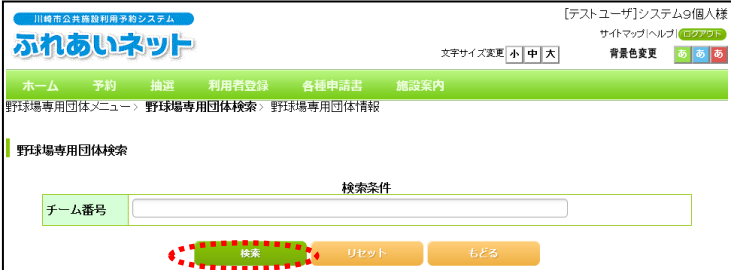 [テストユーザ]システム9個人様
川崎市公共施設利用予約システム
ふれあいネット
サイトマップ|ヘルプ|ログアウト
文字サイズ変更 小 中 大 背景色変更 あ あ あ
ホーム 予約 抽選 利用者登録 各種申請書 施設案内
野球場専用団体メニュー> 野球場専用団体検索> 野球場専用団体情報
野球場専用団体検索
検索条件
チーム番号
検索 リセット もどる